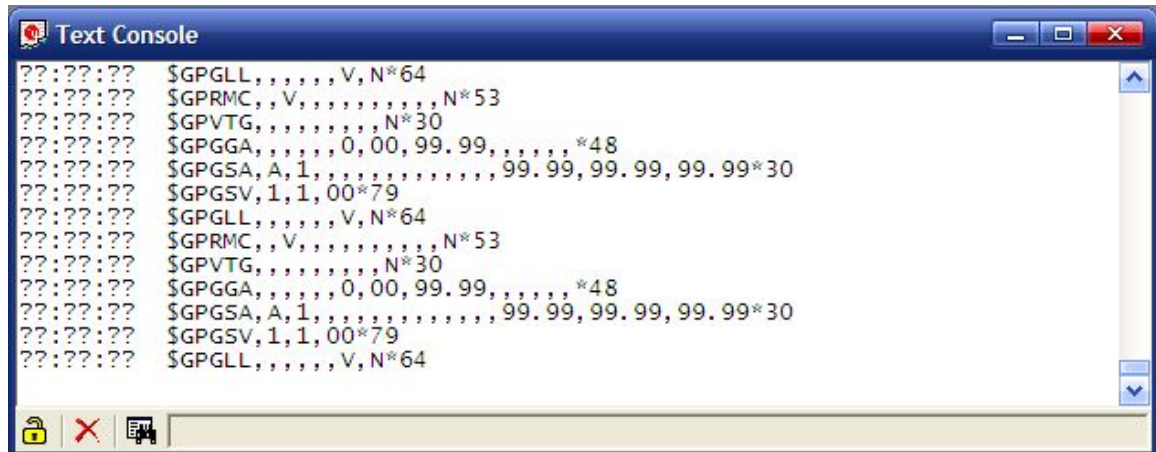 Text Console
??:??:?? $GPGLL,,,,,,V,N*64
??:??:?? $GPRMC,,V,,,,,,,,,,N*53
??:??:?? $GPVTG,,,,,,,,,N*30
??:??:?? $GPGGA,,,,,,0,00,99.99,,,,,,*48
??:??:?? $GPGSA,A,1,,,,,,,,,,,,,99.99,99.99,99.99*30
??:??:?? $GPGSV,1,1,00*79
??:??:?? $GPGLL,,,,,,V,N*64
??:??:?? $GPRMC,,V,,,,,,,,,,N*53
??:??:?? $GPVTG,,,,,,,,,N*30
??:??:?? $GPGGA,,,,,,0,00,99.99,,,,,,*48
??:??:?? $GPGSA,A,1,,,,,,,,,,,,,99.99,99.99,99.99*30
??:??:?? $GPGSV,1,1,00*79
??:??:?? $GPGLL,,,,,,V,N*64